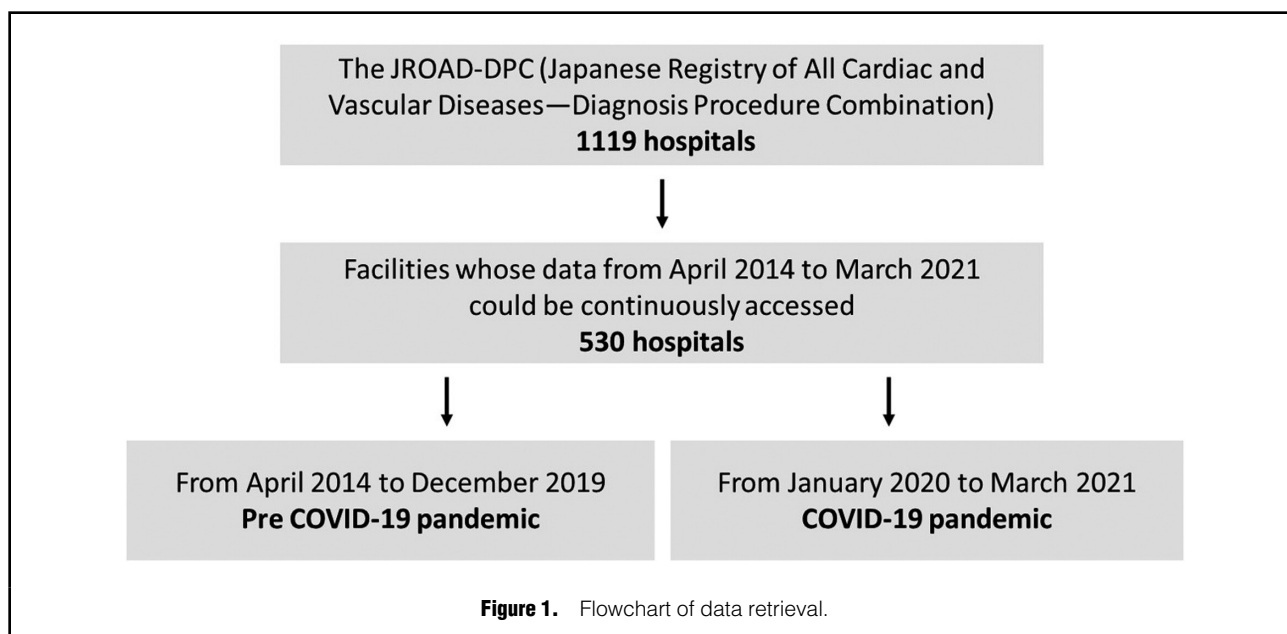 The JROAD-DPC (Japanese Registry of All Cardiac and
Vascular Diseases—Diagnosis Procedure Combination)
1119 hospitals
Facilities whose data from April 2014 to March 2021
could be continuously accessed
530 hospitals
From April 2014 to December 2019
Pre COVID-19 pandemic
From January 2020 to March 2021
COVID-19 pandemic
Figure 1. Flowchart of data retrieval.